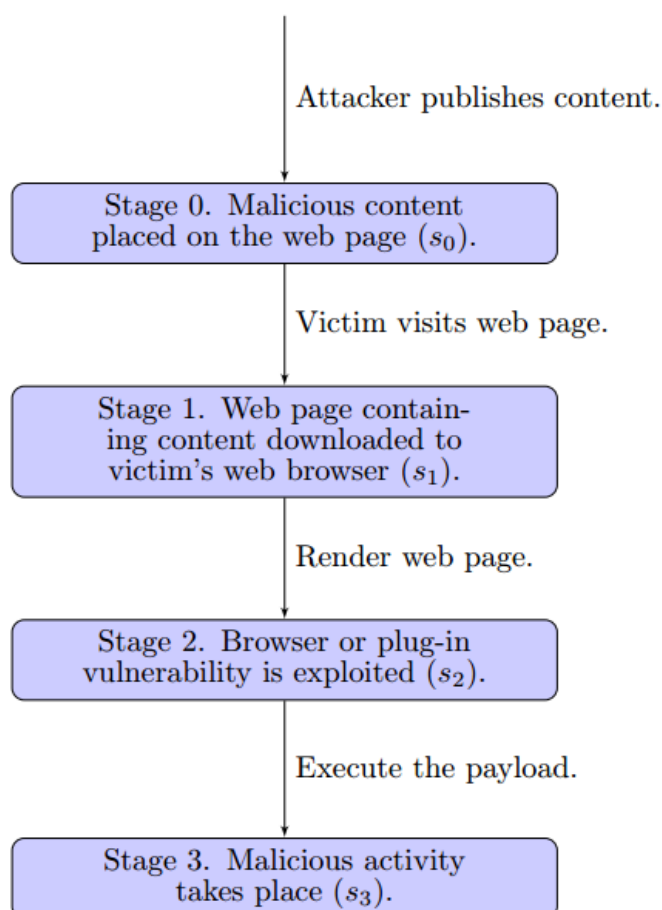 Attacker publishes content.
Stage 0. Malicious content
placed on the web page (s₀).
Victim visits web page.
Stage 1. Web page contain-
ing content downloaded to
victim's web browser (s₁).
Render web page.
Stage 2. Browser or plug-in
vulnerability is exploited (s₂).
Execute the payload.
Stage 3. Malicious activity
takes place (s₃).